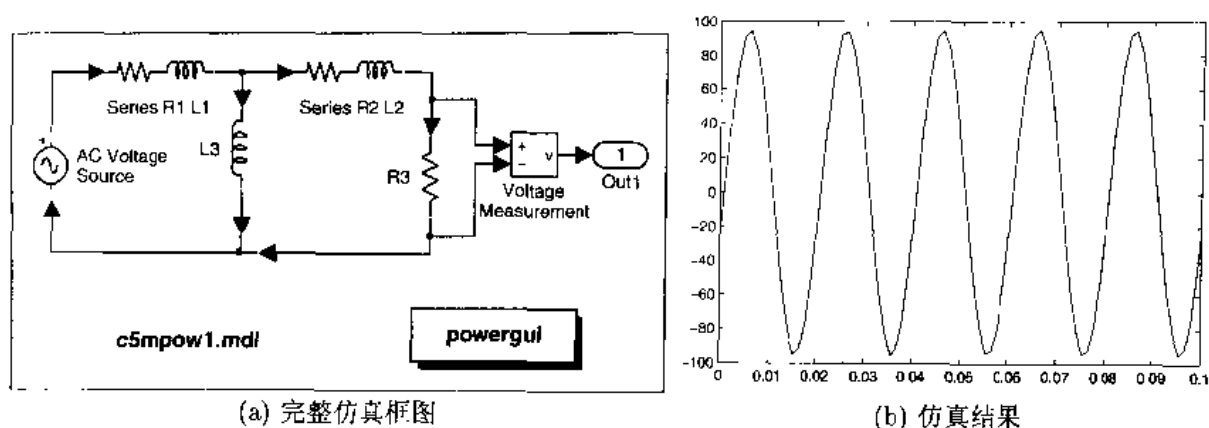 Series R1 L1
Series R2 L2
L3
AC Voltage
Source
R3
+
−
v
Voltage
Measurement
1
Out1
c5mpow1.mdl
powergui
(a) 完整仿真框图
100
80
60
40
20
0
-20
-40
-60
-80
-100
0 0.01 0.02 0.03 0.04 0.05 0.06 0.07 0.08 0.09 0.1
(b) 仿真结果